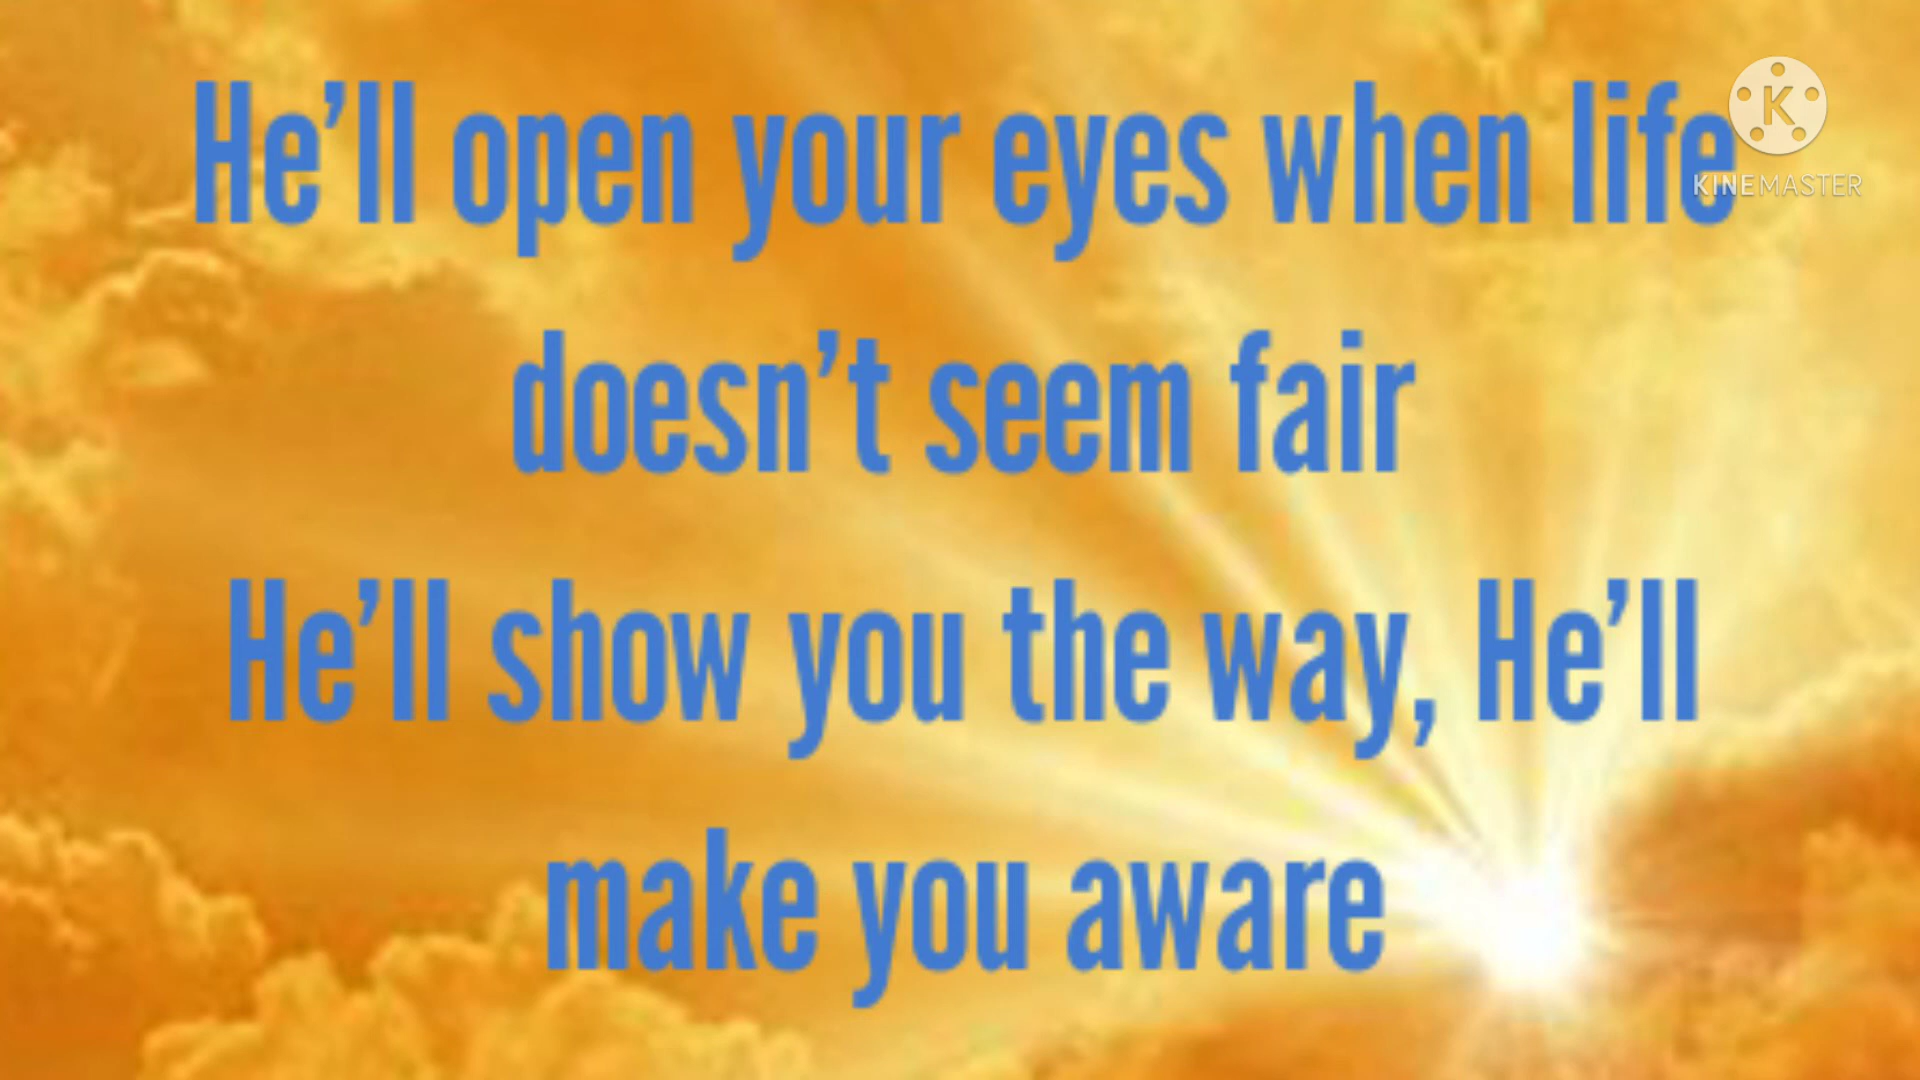 He’ll open your eyes when life
doesn’t seem fair
He’ll show you the way, He’ll
make you aware
K
KINEMASTER